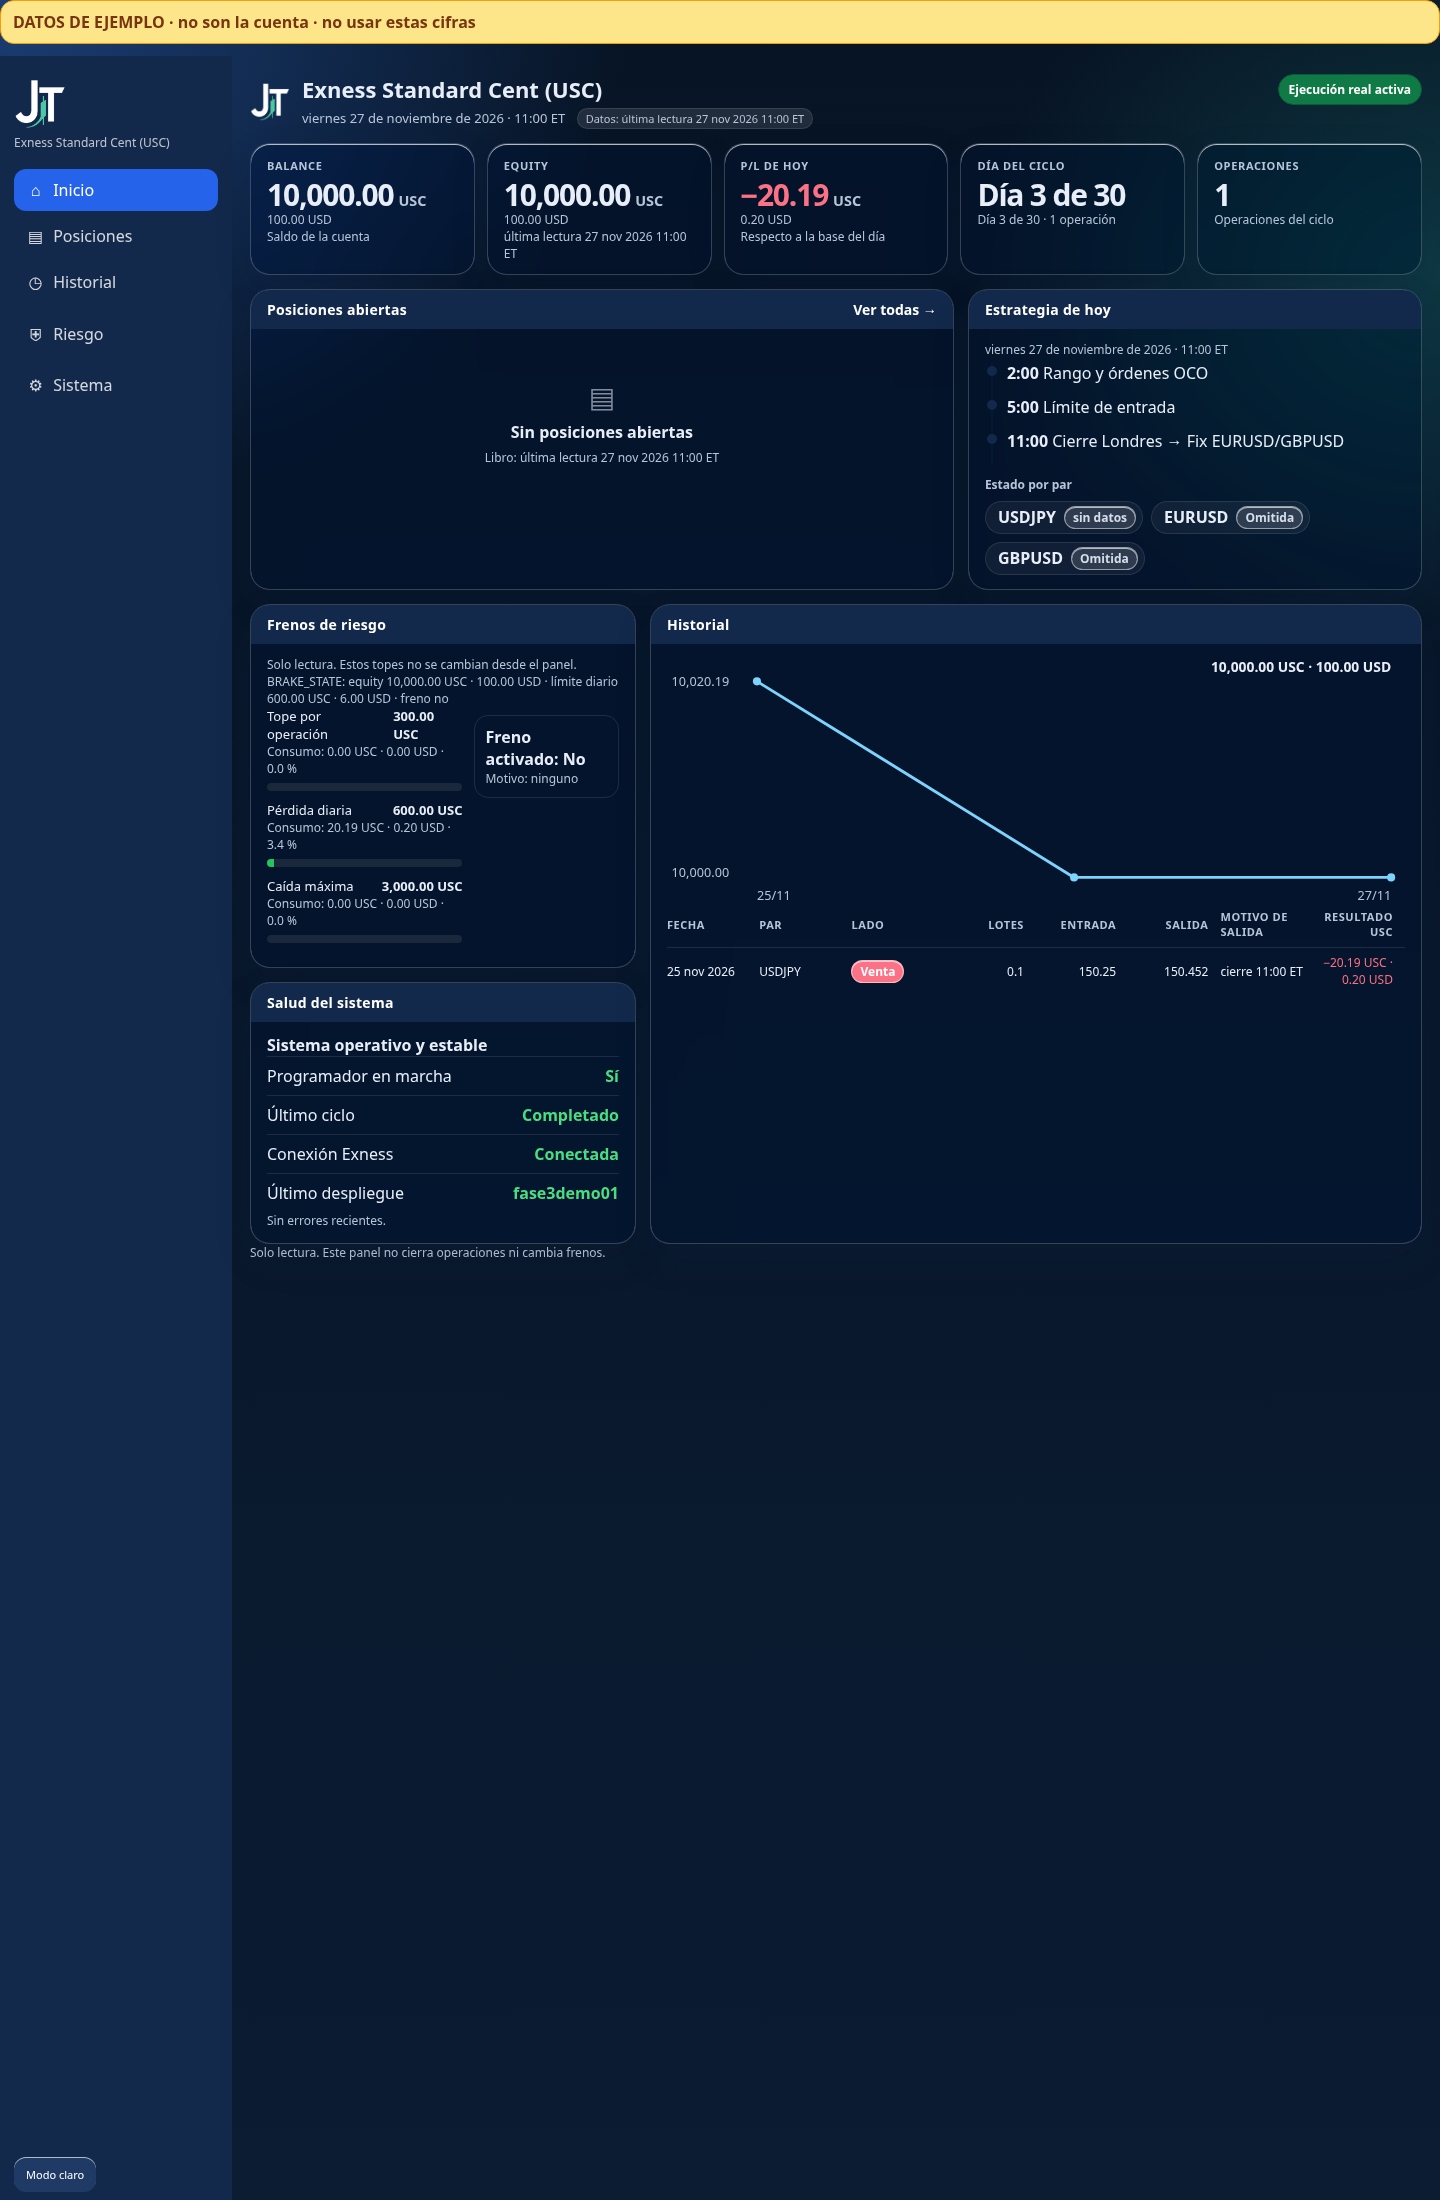 DATOS DE EJEMPLO · no son la cuenta · no usar estas cifras
JT
Exness Standard Cent (USC)
Inicio
Posiciones
Historial
Riesgo
Sistema
Modo claro
JT
Exness Standard Cent (USC)
viernes 27 de noviembre de 2026 · 11:00 ET
Datos: última lectura 27 nov 2026 11:00 ET
Ejecución real activa
BALANCE
10,000.00 USC
100.00 USD
Saldo de la cuenta
EQUITY
10,000.00 USC
100.00 USD
última lectura 27 nov 2026 11:00
ET
P/L DE HOY
−20.19 USC
0.20 USD
Respecto a la base del día
DÍA DEL CICLO
Día 3 de 30
Día 3 de 30 · 1 operación
OPERACIONES
1
Operaciones del ciclo
Posiciones abiertas
Ver todas →
Sin posiciones abiertas
Libro: última lectura 27 nov 2026 11:00 ET
Estrategia de hoy
viernes 27 de noviembre de 2026 · 11:00 ET
2:00 Rango y órdenes OCO
5:00 Límite de entrada
11:00 Cierre Londres → Fix EURUSD/GBPUSD
Estado por par
USDJPY sin datos
EURUSD Omitida
GBPUSD Omitida
Frenos de riesgo
Solo lectura. Estos topes no se cambian desde el panel.
BRAKE_STATE: equity 10,000.00 USC · 100.00 USD · límite diario
600.00 USC · 6.00 USD · freno no
Tope por
operación
300.00
USC
Consumo: 0.00 USC · 0.00 USD ·
0.0 %
Pérdida diaria 600.00 USC
Consumo: 20.19 USC · 0.20 USD ·
3.4 %
Caída máxima 3,000.00 USC
Consumo: 0.00 USC · 0.00 USD ·
0.0 %
Freno
activado: No
Motivo: ninguno
Historial
10,000.00 USC · 100.00 USD
10,020.19
10,000.00
25/11
27/11
FECHA PAR LADO LOTES ENTRADA SALIDA MOTIVO DE SALIDA RESULTADO USC
25 nov 2026 USDJPY Venta 0.1 150.25 150.452 cierre 11:00 ET −20.19 USC ·
0.20 USD
Salud del sistema
Sistema operativo y estable
Programador en marcha Sí
Último ciclo Completado
Conexión Exness Conectada
Último despliegue fase3demo01
Sin errores recientes.
Solo lectura. Este panel no cierra operaciones ni cambia frenos.